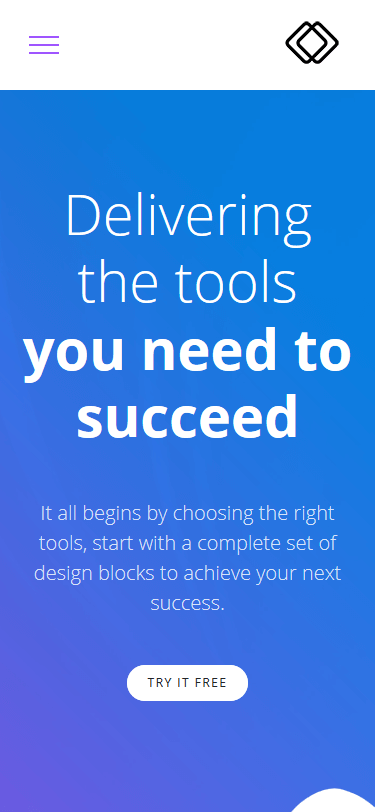 Delivering
the tools
you need to
succeed
It all begins by choosing the right
tools, start with a complete set of
design blocks to achieve your next
success.
TRY IT FREE